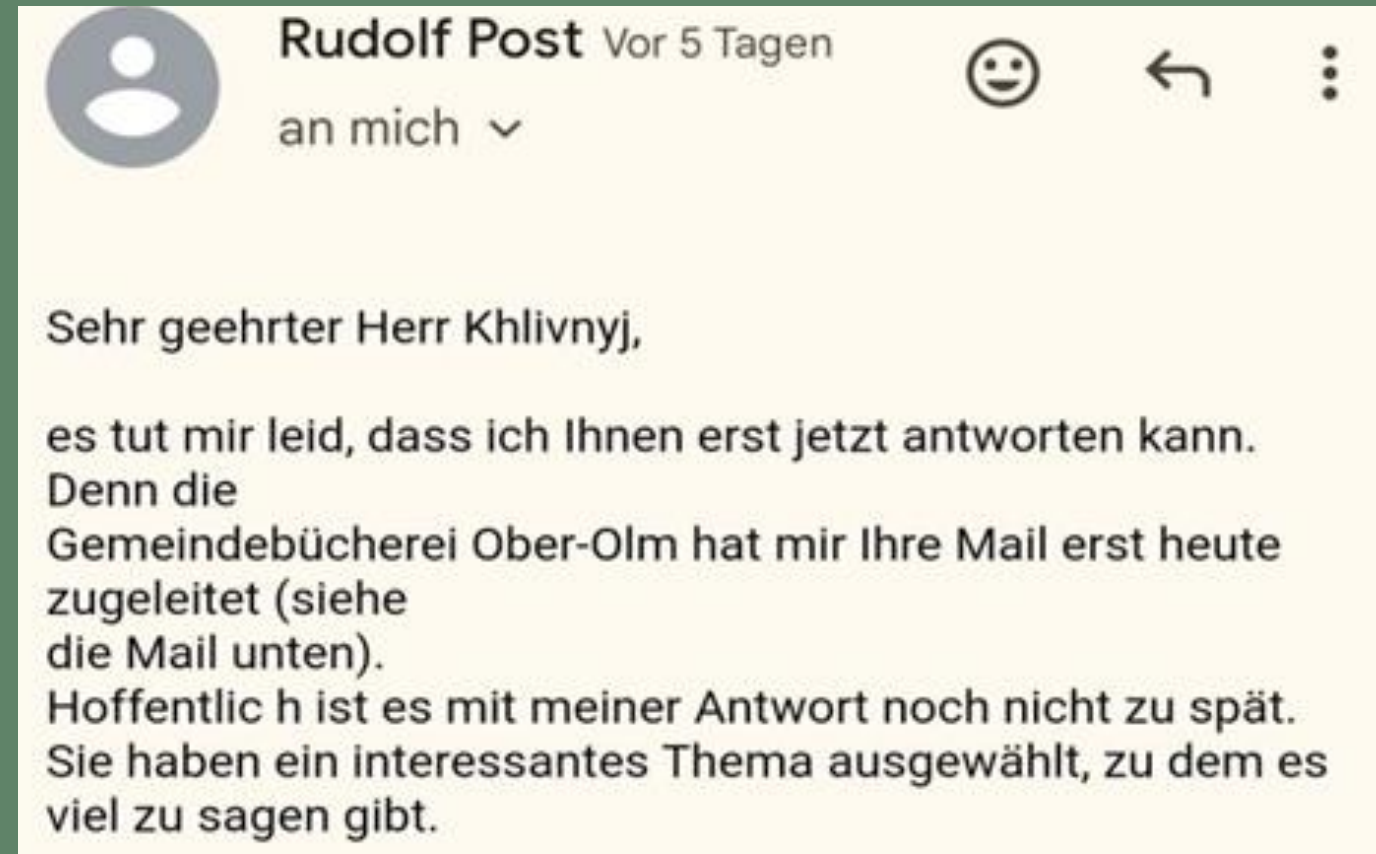 Rudolf Post Vor 5 Tagen
an mich
Sehr geehrter Herr Khlivnyj,
es tut mir leid, dass ich Ihnen erst jetzt antworten kann.
Denn die
Gemeindebücherei Ober-Olm hat mir Ihre Mail erst heute
zugeleitet (siehe
die Mail unten).
Hoffentlic h ist es mit meiner Antwort noch nicht zu spät.
Sie haben ein interessantes Thema ausgewählt, zu dem es
viel zu sagen gibt.